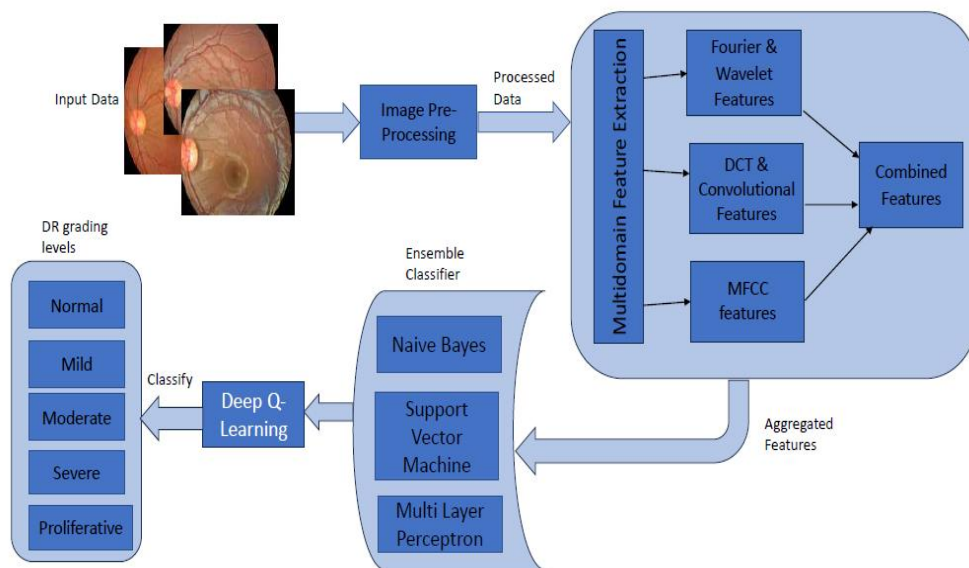 Input Data
Image Pre-
Processing
Processed
Data
Multidomain Feature Extraction
Fourier &
Wavelet
Features
DCT &
Convolutional
Features
MFCC
features
Combined
Features
Aggregated
Features
Ensemble
Classifier
Naive Bayes
Support
Vector
Machine
Multi Layer
Perceptron
Deep Q-
Learning
Classify
DR grading
levels
Normal
Mild
Moderate
Severe
Proliferative